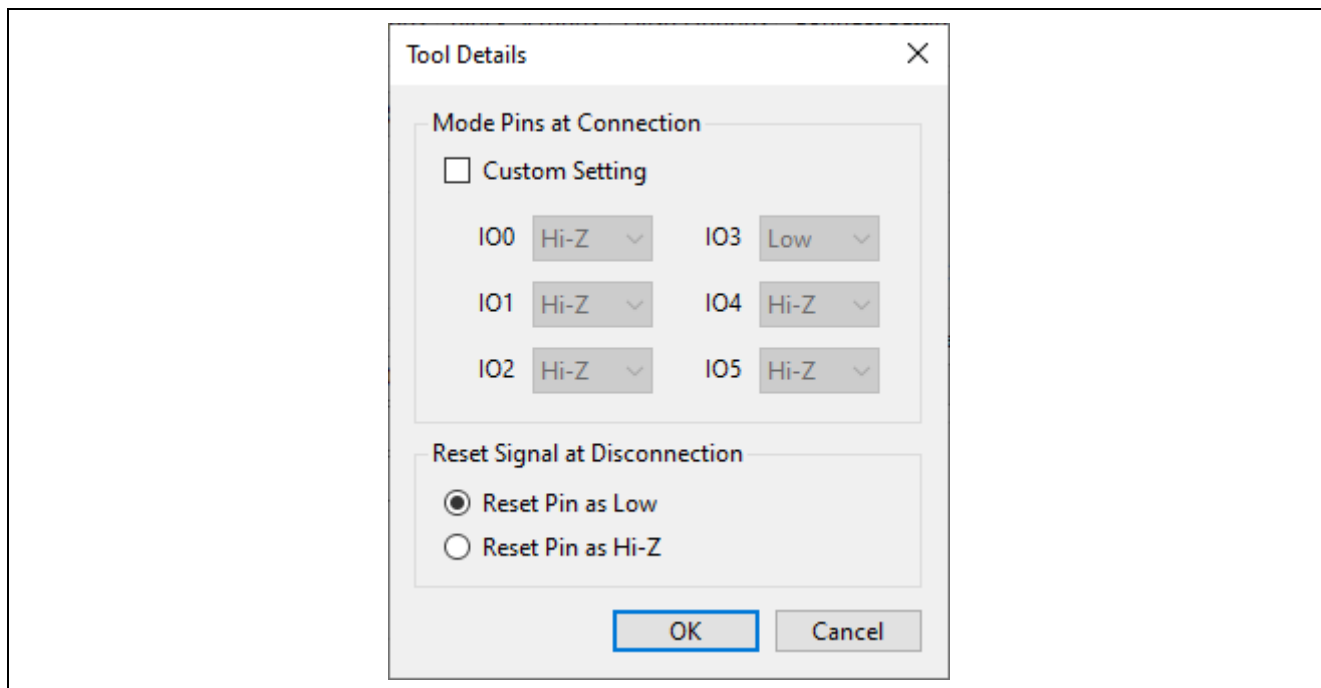 Tool Details
Mode Pins at Connection
Custom Setting
IO0 Hi-Z IO3 Low
IO1 Hi-Z IO4 Hi-Z
IO2 Hi-Z IO5 Hi-Z
Reset Signal at Disconnection
Reset Pin as Low
Reset Pin as Hi-Z
OK Cancel